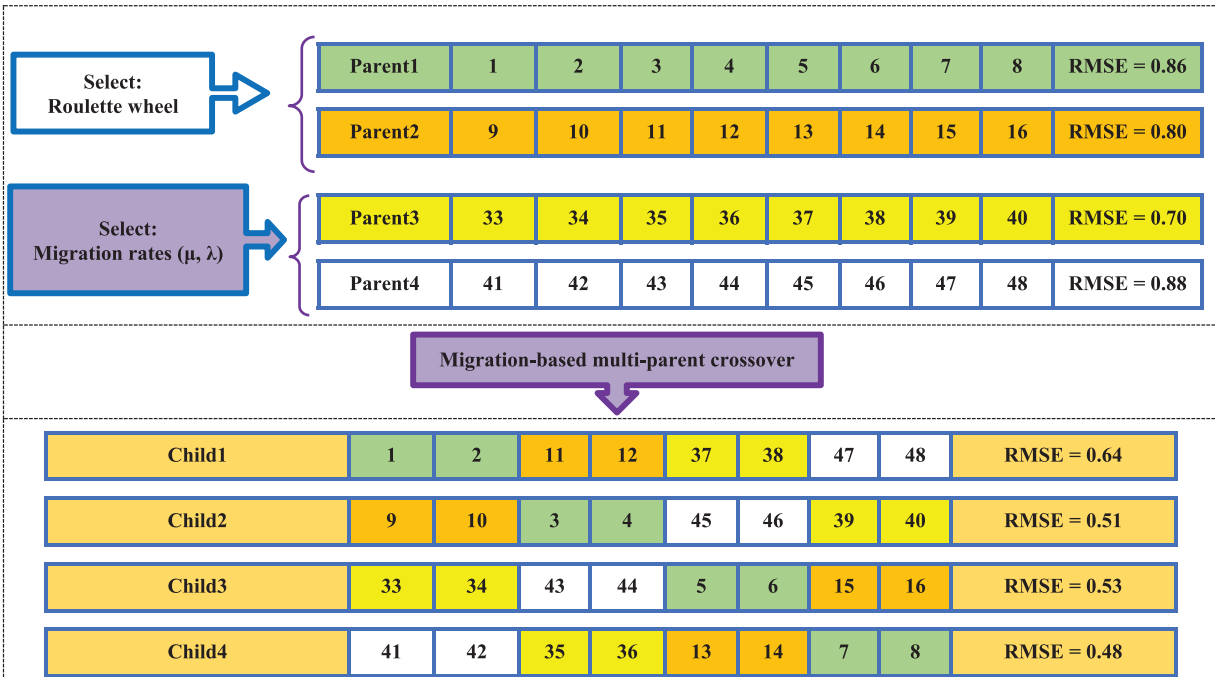 Select:
Roulette wheel
Parent1 1 2 3 4 5 6 7 8 RMSE = 0.86
Parent2 9 10 11 12 13 14 15 16 RMSE = 0.80
Select:
Migration rates (μ, λ)
Parent3 33 34 35 36 37 38 39 40 RMSE = 0.70
Parent4 41 42 43 44 45 46 47 48 RMSE = 0.88
Migration-based multi-parent crossover
Child1 1 2 11 12 37 38 47 48 RMSE = 0.64
Child2 9 10 3 4 45 46 39 40 RMSE = 0.51
Child3 33 34 43 44 5 6 15 16 RMSE = 0.53
Child4 41 42 35 36 13 14 7 8 RMSE = 0.48